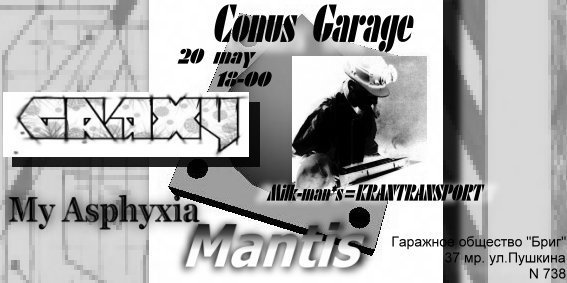 Conus Garage
20 may
18-00
GRAXY
Milk-man's=KRANTRANSPORT
My Asphyxia
Mantis
Гаражное общество "Бриг"
37 мр. ул.Пушкина
N 738